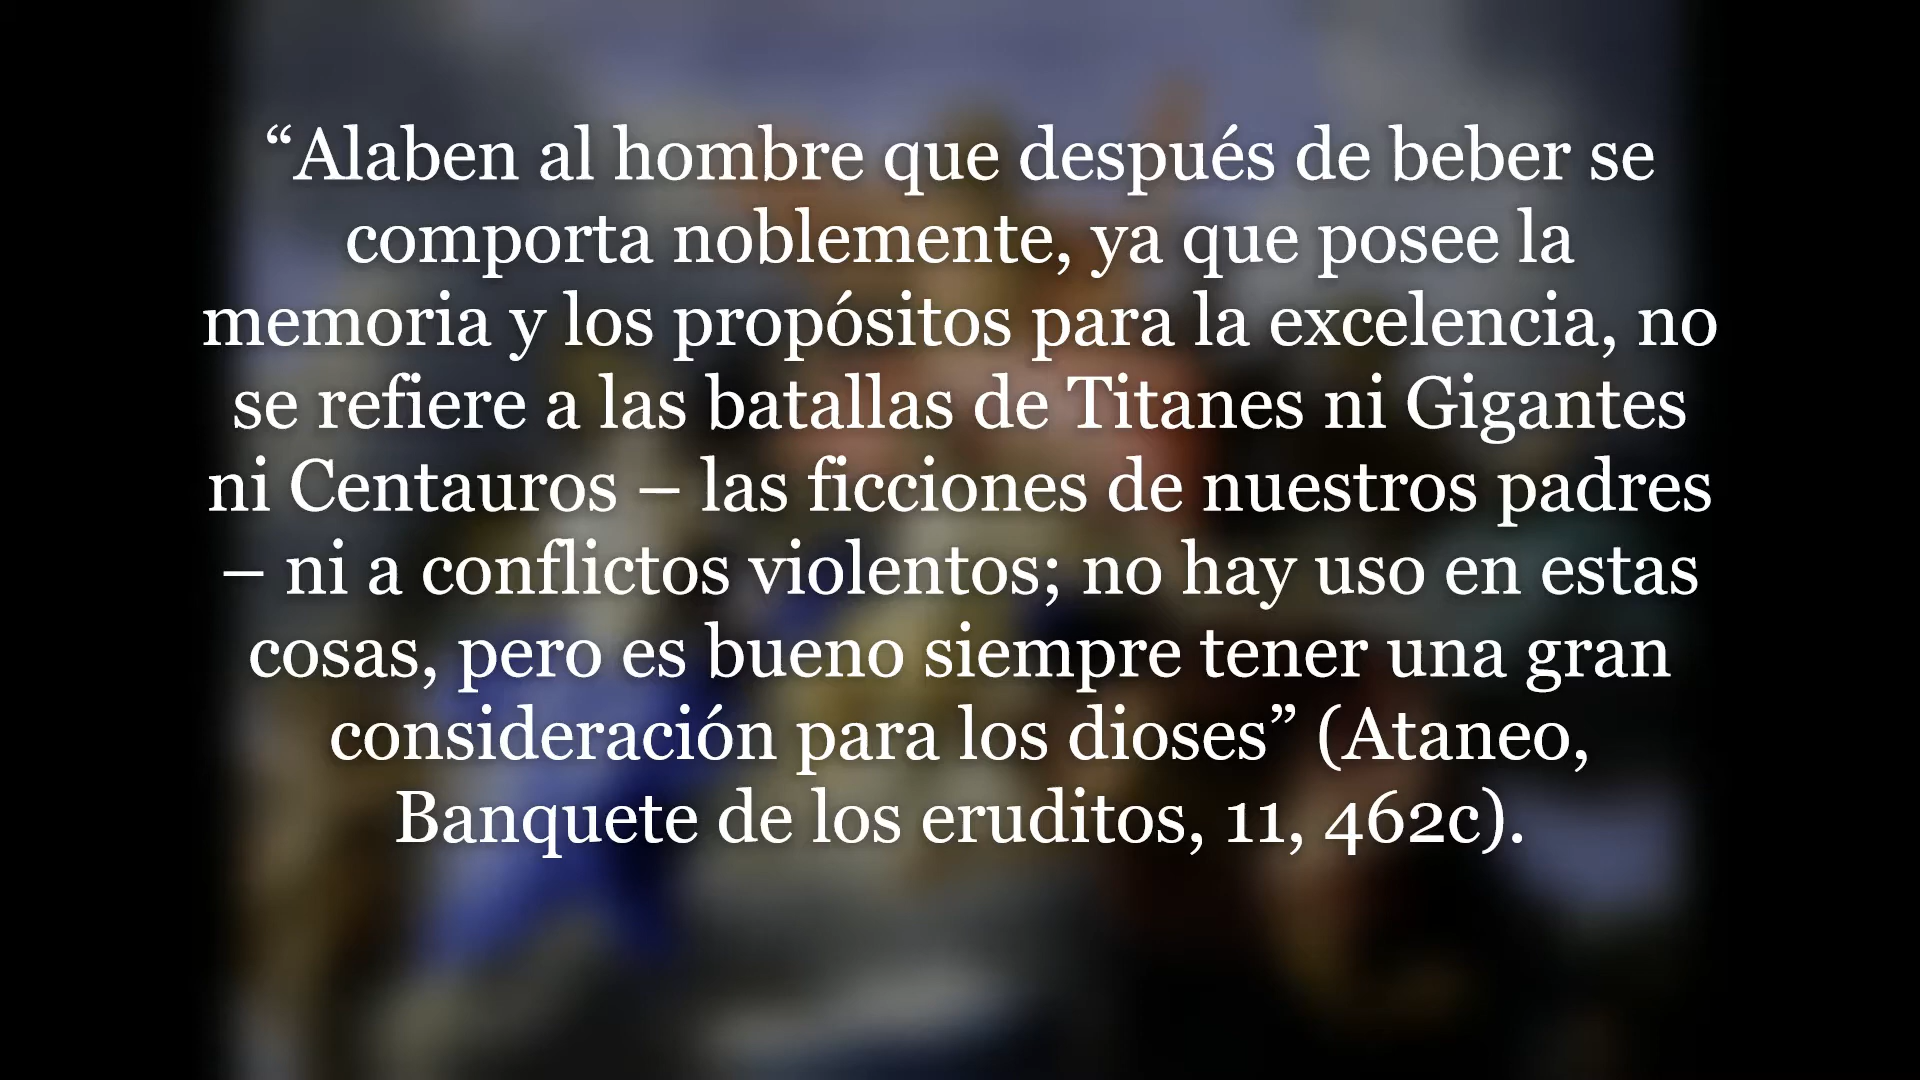 “Alaben al hombre que después de beber se
comporta noblemente, ya que posee la
memoria y los propósitos para la excelencia, no
se refiere a las batallas de Titanes ni Gigantes
ni Centauros – las ficciones de nuestros padres
– ni a conflictos violentos; no hay uso en estas
cosas, pero es bueno siempre tener una gran
consideración para los dioses” (Ataneo,
Banquete de los eruditos, 11, 462c).